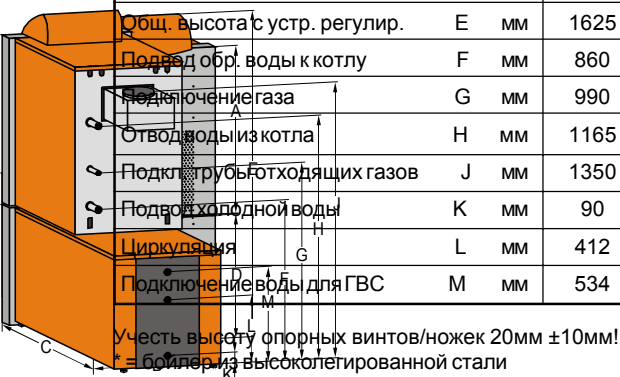 Общ. высота с устр. регулир. E мм 1625
Подвод обр. воды к котлу F мм 860
Подключение газа G мм 990
Отвод воды из котла H мм 1165
Подкл. трубы отходящих газов J мм 1350
Подвод холодной воды K мм 90
Циркуляция L мм 412
Подключение воды для ГВС M мм 534
Учесть высоту опорных винтов/ножек 20мм ±10мм!
* = бойлер из высоколегированной стали
A
E
J
H
G
F
D
M
L
C
K